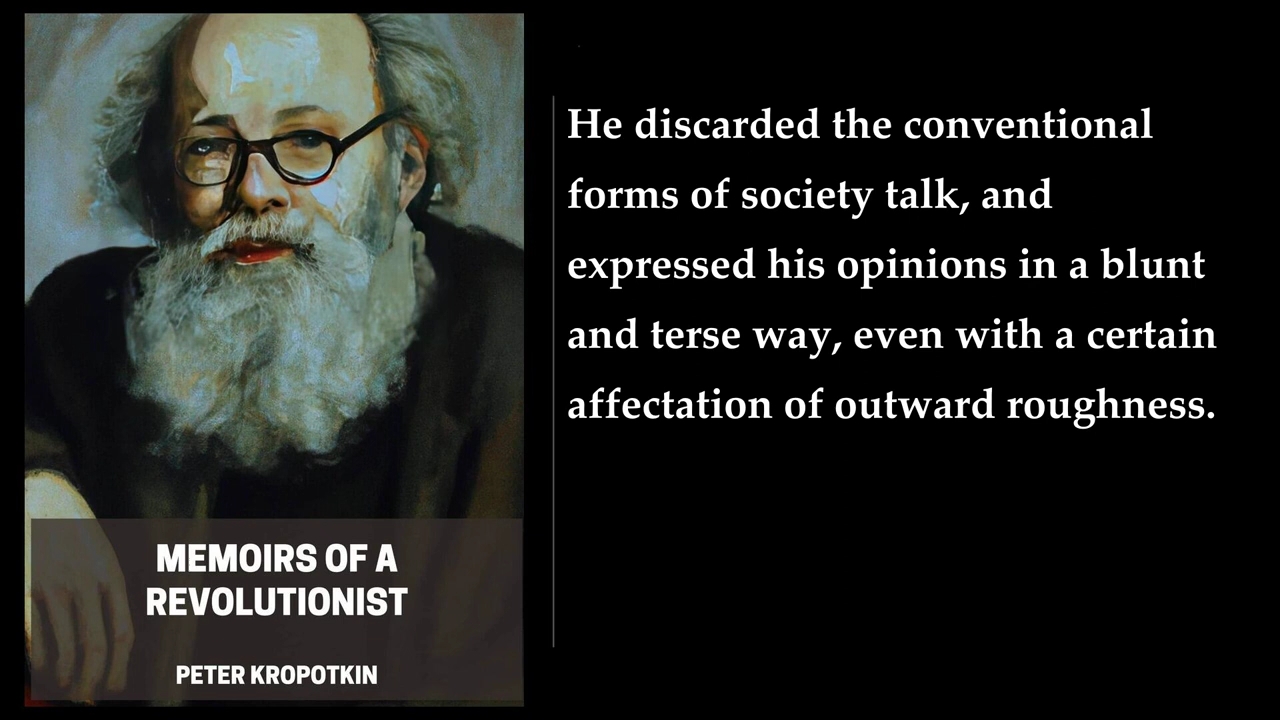 He discarded the conventional
forms of society talk, and
expressed his opinions in a blunt
and terse way, even with a certain
affectation of outward roughness.
MEMOIRS OF A
REVOLUTIONIST
PETER KROPOTKIN